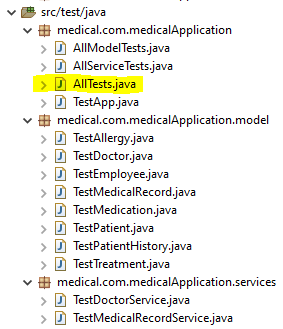 src/test/java
medical.com.medicalApplication
AllModelTests.java
AllServiceTests.java
AllTests.java
TestApp.java
medical.com.medicalApplication.model
TestAllergy.java
TestDoctor.java
TestEmployee.java
TestMedicalRecord.java
TestMedication.java
TestPatient.java
TestPatientHistory.java
TestTreatment.java
medical.com.medicalApplication.services
TestDoctorService.java
TestMedicalRecordService.java